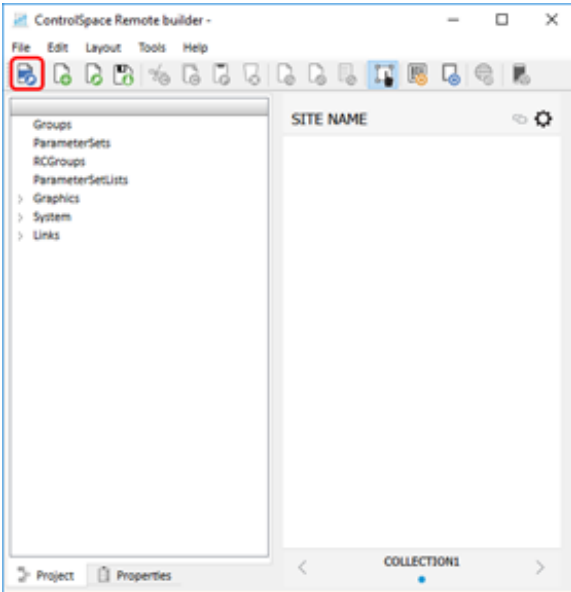 ControlSpace Remote builder -
File Edit Layout Tools Help
Groups
ParameterSets
RCGroups
ParameterSetLists
Graphics
System
Links
SITE NAME
COLLECTION1
Project Properties